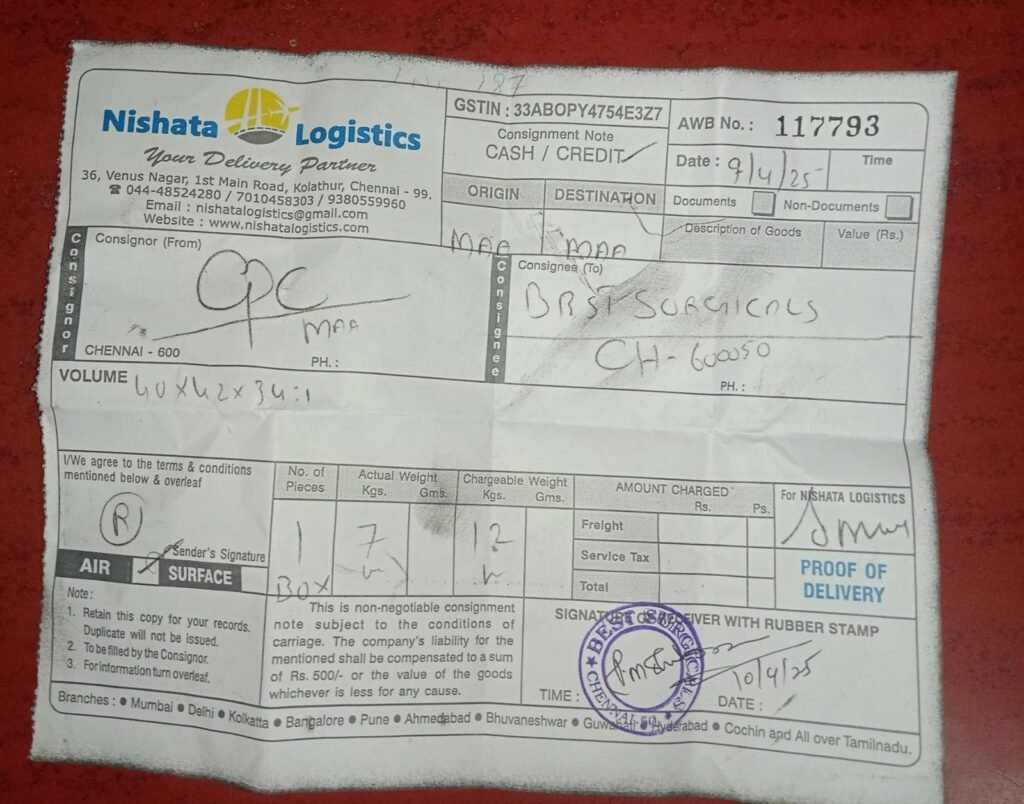 187
Nishata Logistics
Your Delivery Partner
36, Venus Nagar, 1st Main Road, Kolathur, Chennai - 99.
☎ 044-48524280 / 7010458303 / 9380559960
Email : nishatalogistics@gmail.com
Website : www.nishatalogistics.com
GSTIN : 33ABOPY4754E3Z7
Consignment Note
CASH / CREDIT ✓
AWB No. : 117793
Date : 9/4/25
Time
ORIGIN DESTINATION
MAA MAA
Documents Non-Documents
Description of Goods Value (Rs.)
Consignor
Consignor (From)
CPC
MAA
CHENNAI - 600 PH. :
Consignee
Consignee (To)
BRST SURGICALS
CH-600050
PH. :
VOLUME 40x42x34:1
I/We agree to the terms & conditions
mentioned below & overleaf
R
Sender's Signature
AIR SURFACE
No. of Pieces
1
BOX
Actual Weight
Kgs. Gms.
7
Chargeable Weight
Kgs. Gms.
12
AMOUNT CHARGED
Rs. Ps.
Freight
Service Tax
Total
For NISHATA LOGISTICS
PROOF OF
DELIVERY
Note:
1. Retain this copy for your records.
Duplicate will not be issued.
2. To be filled by the Consignor.
3. For information turn overleaf.
This is non-negotiable consignment
note subject to the conditions of
carriage. The company's liability for the
mentioned shall be compensated to a sum
of Rs. 500/- or the value of the goods
whichever is less for any cause.
SIGNATURE OF RECEIVER WITH RUBBER STAMP
★ BEST SURGICALS ★ CHENNAI-50
10/4/25
TIME : DATE :
Branches : ● Mumbai ● Delhi ● Kolkatta ● Bangalore ● Pune ● Ahmedabad ● Bhuvaneshwar ● Guwahati ● Hyderabad ● Cochin and All over Tamilnadu.